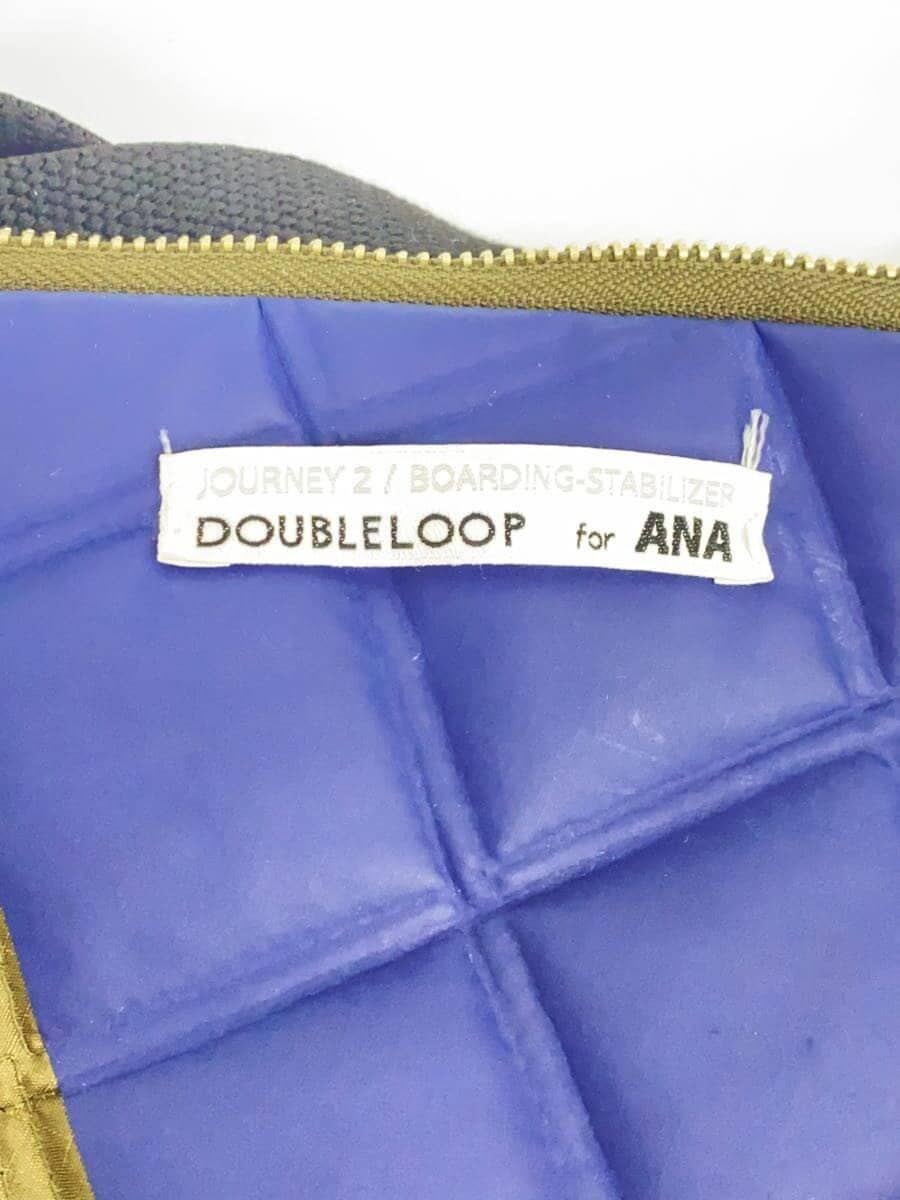 JOURNEY 2 / BOARDING-STABiLIZER
DOUBLELOOP for ANA